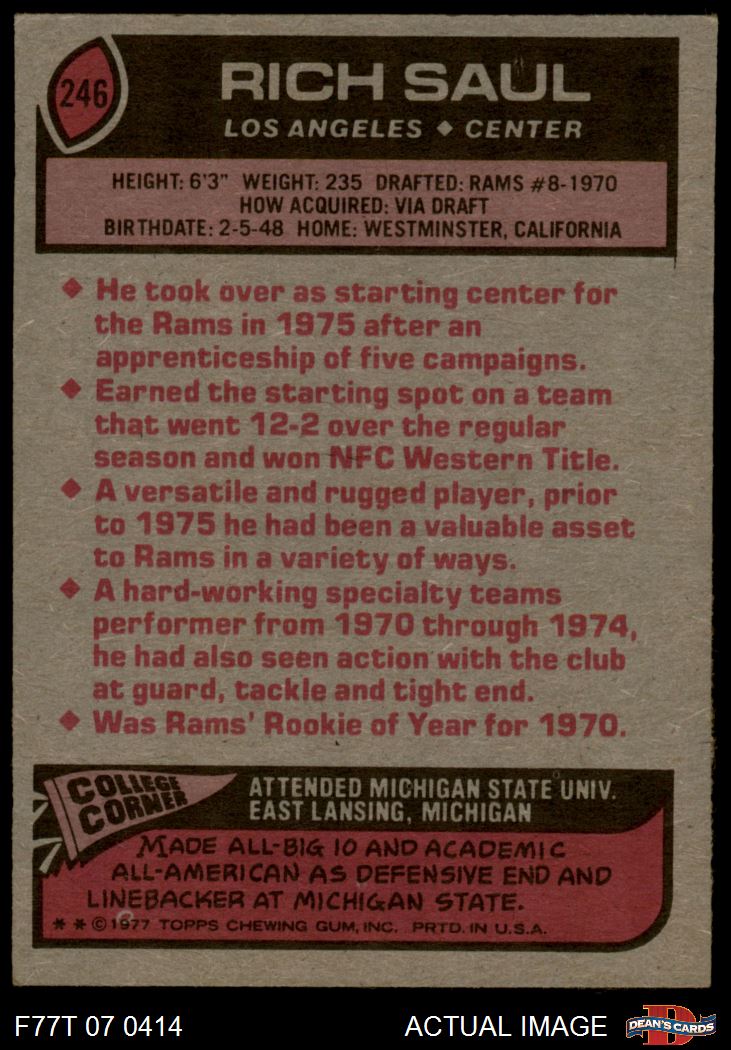 246
RICH SAUL
LOS ANGELES ◆ CENTER
HEIGHT: 6'3" WEIGHT: 235 DRAFTED: RAMS #8-1970
HOW ACQUIRED: VIA DRAFT
BIRTHDATE: 2-5-48 HOME: WESTMINSTER, CALIFORNIA
◆ He took over as starting center for
the Rams in 1975 after an
apprenticeship of five campaigns.
◆ Earned the starting spot on a team
that went 12-2 over the regular
season and won NFC Western Title.
◆ A versatile and rugged player, prior
to 1975 he had been a valuable asset
to Rams in a variety of ways.
◆ A hard-working specialty teams
performer from 1970 through 1974,
he had also seen action with the club
at guard, tackle and tight end.
◆ Was Rams' Rookie of Year for 1970.
COLLEGE
CORNER
ATTENDED MICHIGAN STATE UNIV.
EAST LANSING, MICHIGAN
MADE ALL-BIG 10 AND ACADEMIC
ALL-AMERICAN AS DEFENSIVE END AND
LINEBACKER AT MICHIGAN STATE.
* * © 1977 TOPPS CHEWING GUM, INC. PRTD. IN U.S.A.
F77T 07 0414
ACTUAL IMAGE
D
DEAN'S CARDS